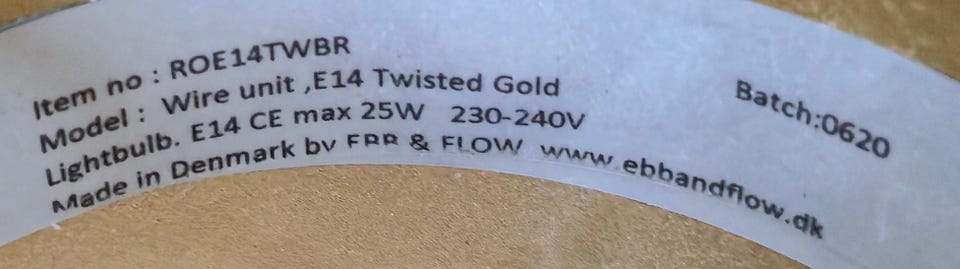 Item no : ROE14TWBR
Model : Wire unit ,E14 Twisted Gold
Lightbulb. E14 CE max 25W 230-240V
Made in Denmark by EBB & FLOW www.ebbandflow.dk
Batch:0620